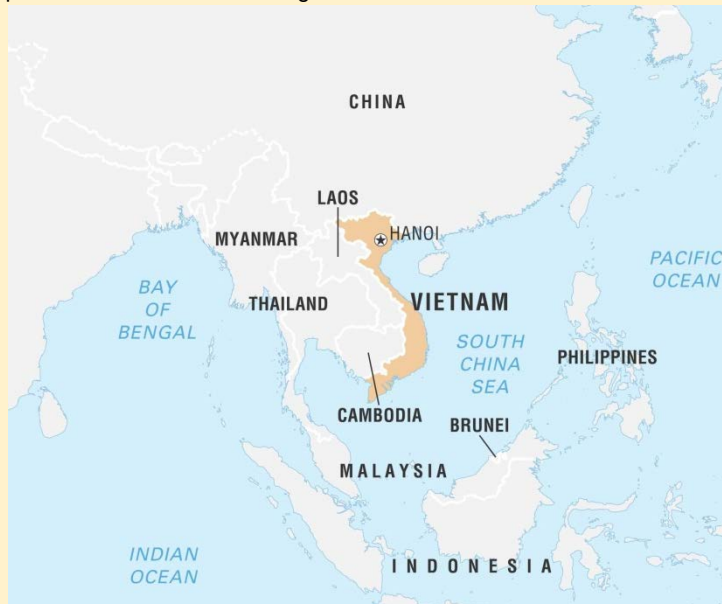 CHINA
LAOS
HANOI
MYANMAR
PACIFIC
OCEAN
BAY
OF
BENGAL
THAILAND
VIETNAM
SOUTH
CHINA
SEA
PHILIPPINES
CAMBODIA
BRUNEI
MALAYSIA
INDIAN
OCEAN
INDONESIA